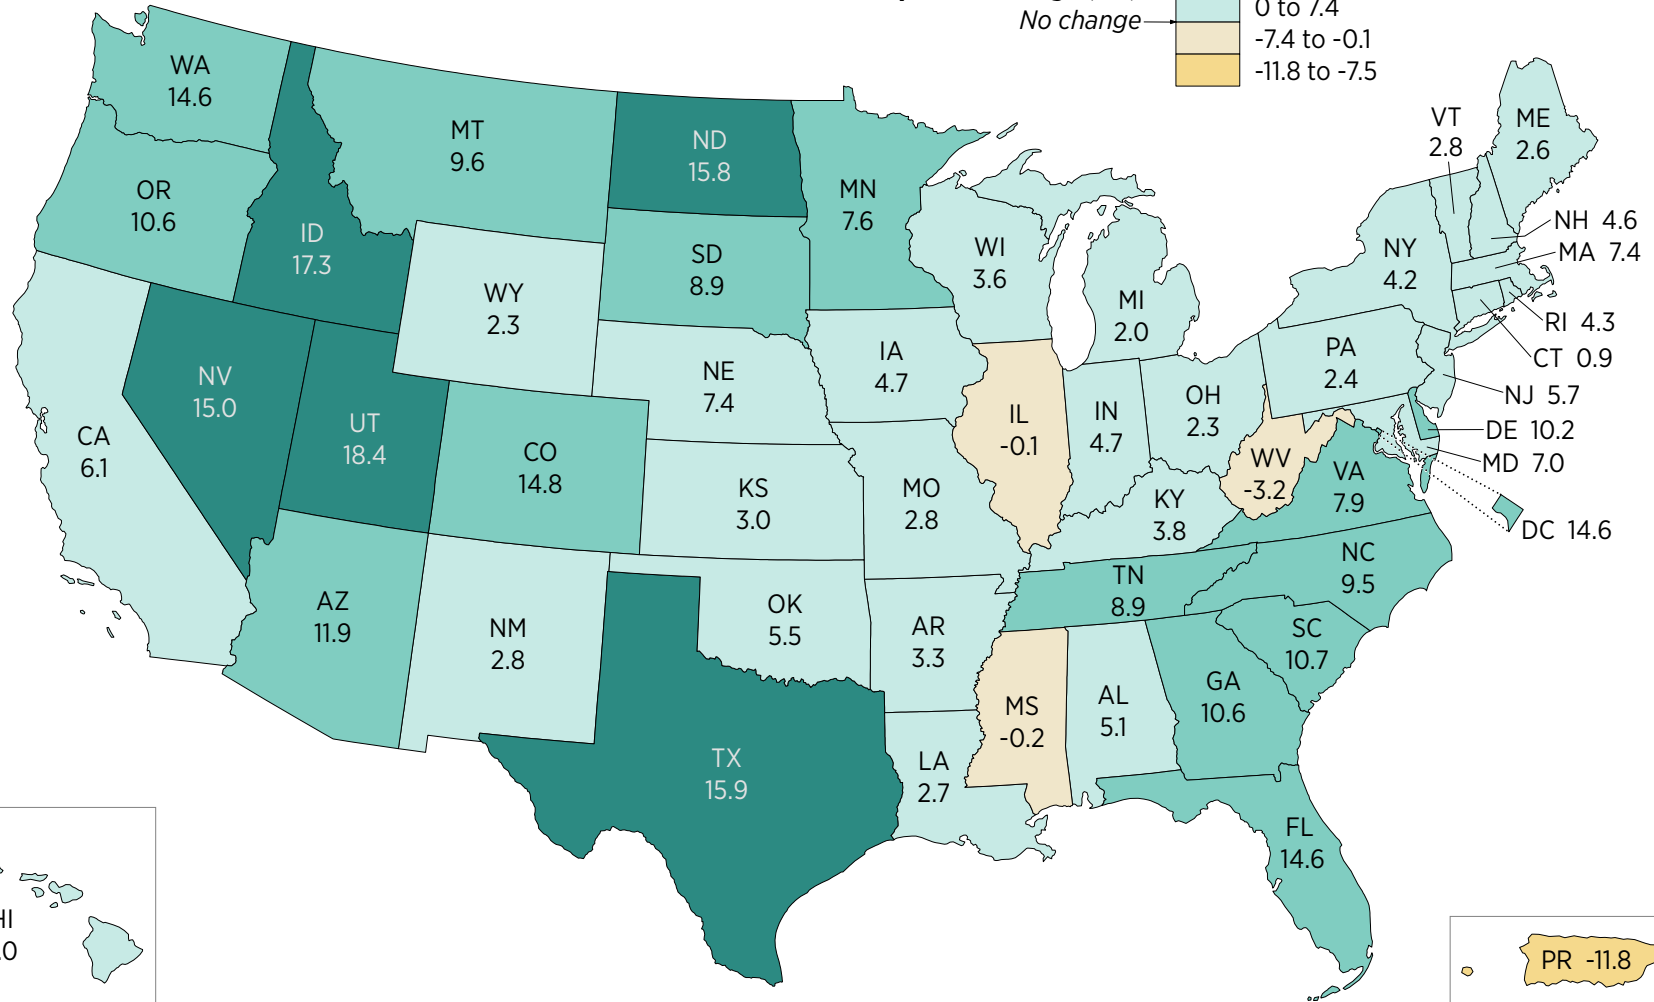 0 to 7.4
No change
-7.4 to -0.1
-11.8 to -7.5
WA
14.6
MT
9.6
ND
15.8
MN
7.6
VT
2.8
ME
2.6
OR
10.6
ID
17.3
SD
8.9
WI
3.6
NY
4.2
NH 4.6
MA 7.4
WY
2.3
MI
2.0
RI 4.3
CT 0.9
NJ 5.7
DE 10.2
MD 7.0
DC 14.6
NV
15.0
UT
18.4
NE
7.4
IA
4.7
PA
2.4
CA
6.1
CO
14.8
IL
-0.1
IN
4.7
OH
2.3
WV
-3.2
VA
7.9
KS
3.0
MO
2.8
KY
3.8
AZ
11.9
NM
2.8
OK
5.5
AR
3.3
TN
8.9
NC
9.5
SC
10.7
TX
15.9
LA
2.7
MS
-0.2
AL
5.1
GA
10.6
FL
14.6
HI
PR -11.8